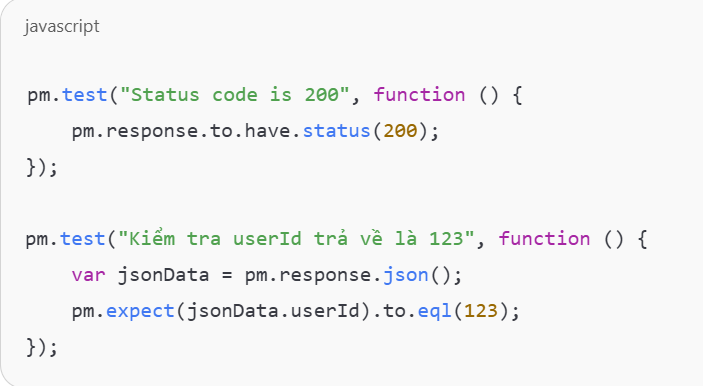 javascript
pm.test("Status code is 200", function () {
    pm.response.to.have.status(200);
});
pm.test("Kiểm tra userId trả về là 123", function () {
    var jsonData = pm.response.json();
    pm.expect(jsonData.userId).to.eql(123);
});